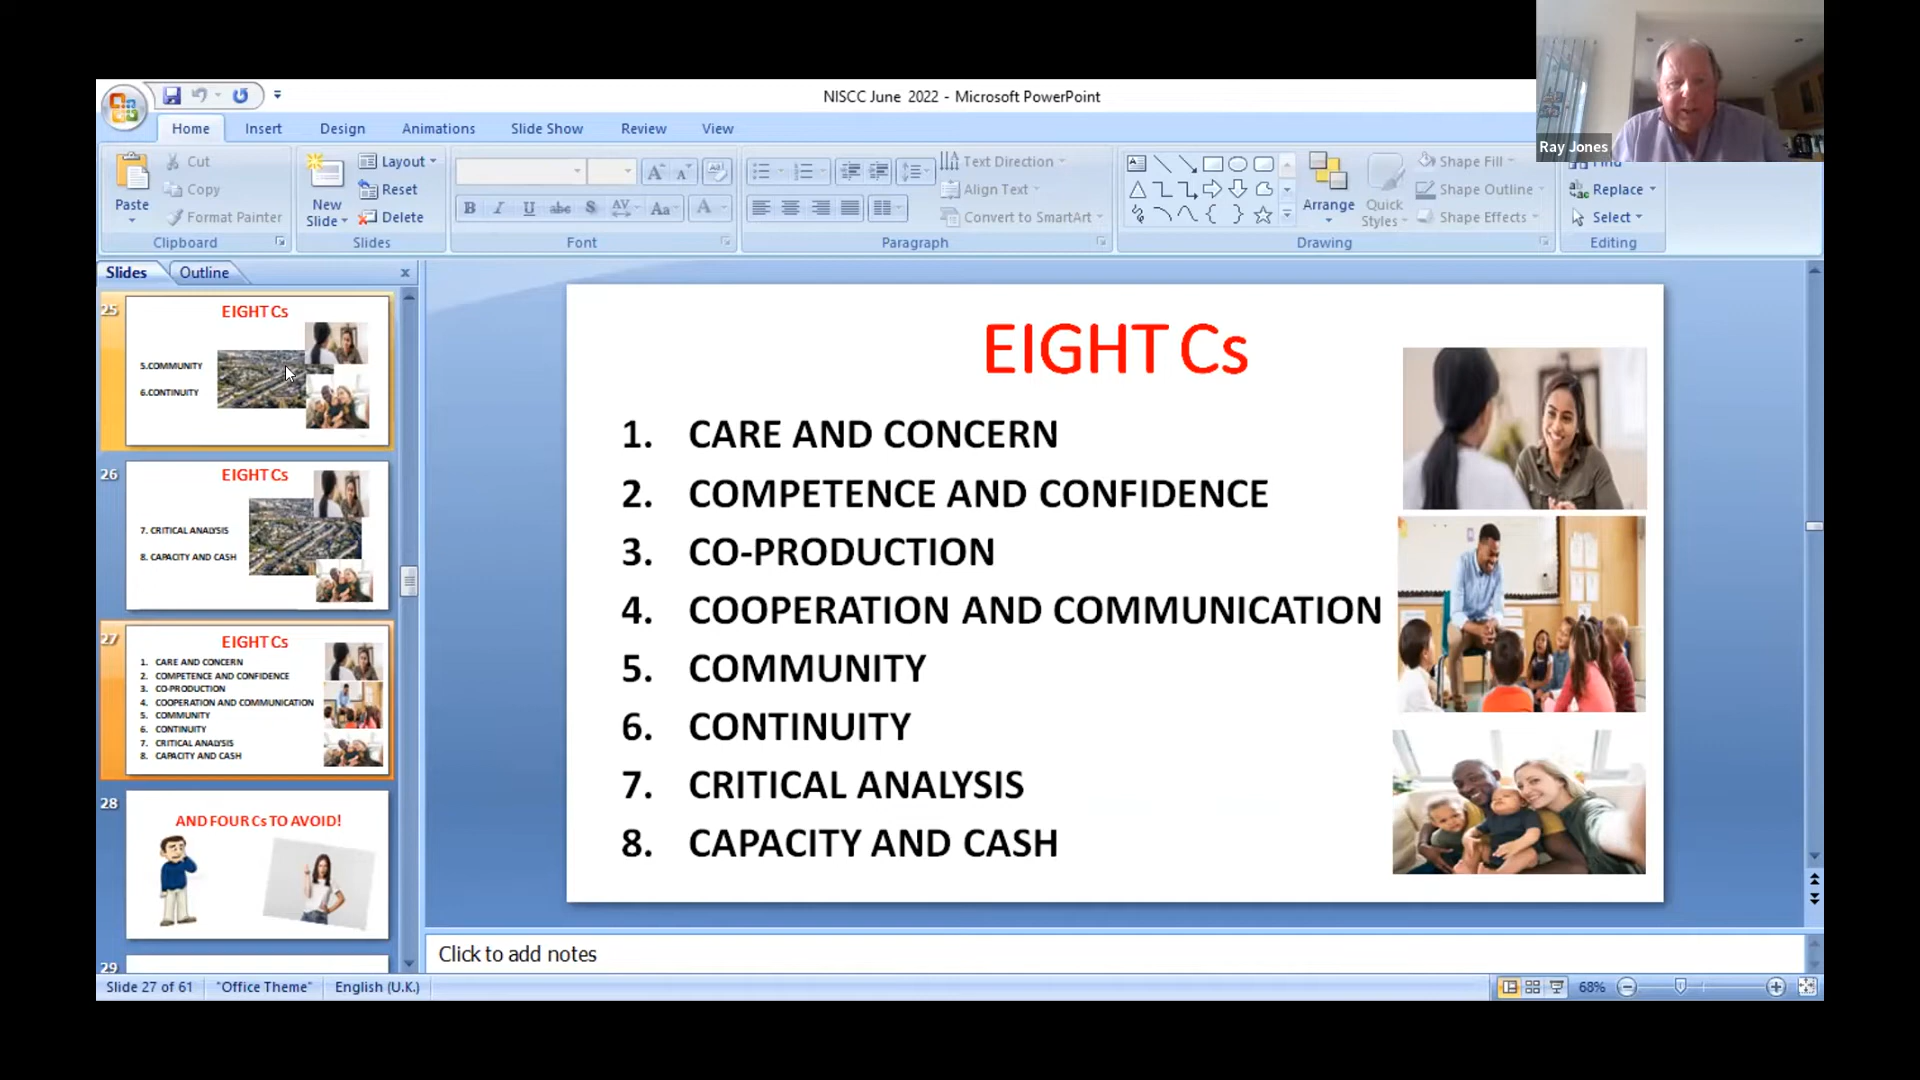 NISCC June 2022 - Microsoft PowerPoint
Ray Jones
Home Insert Design Animations Slide Show Review View
Paste
Cut
Copy
Format Painter
Clipboard
New Slide
Layout
Reset
Delete
Slides
B I U abc S AV Aa A
Font
Text Direction
Align Text
Convert to SmartArt
Paragraph
Arrange
Quick Styles
Shape Fill
Shape Outline
Shape Effects
Drawing
Find
Replace
Select
Editing
Slides Outline
25
EIGHT Cs
5.COMMUNITY
6.CONTINUITY
26
EIGHT Cs
7. CRITICAL ANALYSIS
8. CAPACITY AND CASH
27
EIGHT Cs
1. CARE AND CONCERN
2. COMPETENCE AND CONFIDENCE
3. CO-PRODUCTION
4. COOPERATION AND COMMUNICATION
5. COMMUNITY
6. CONTINUITY
7. CRITICAL ANALYSIS
8. CAPACITY AND CASH
28
AND FOUR Cs TO AVOID!
29
EIGHT Cs
1. CARE AND CONCERN
2. COMPETENCE AND CONFIDENCE
3. CO-PRODUCTION
4. COOPERATION AND COMMUNICATION
5. COMMUNITY
6. CONTINUITY
7. CRITICAL ANALYSIS
8. CAPACITY AND CASH
Click to add notes
Slide 27 of 61 "Office Theme" English (U.K.) 68%